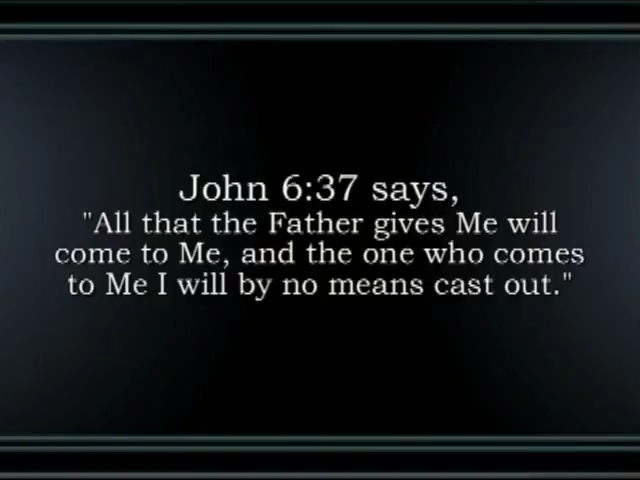 John 6:37 says,
"All that the Father gives Me will
come to Me, and the one who comes
to Me I will by no means cast out."